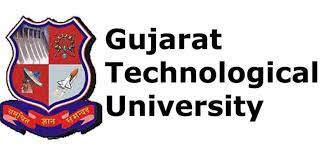 Gujarat
Technological
University
ज्ञान